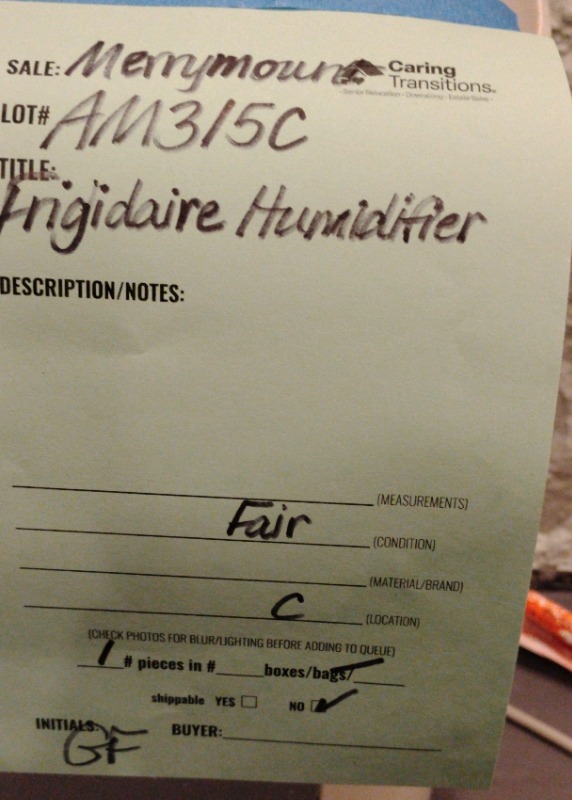 SALE: Merrymount
Caring
Transitions®
Senior Relocation • Downsizing • Estate Sales
LOT# AM315C
TITLE:
Frigidaire Humidifier
DESCRIPTION/NOTES:
(MEASUREMENTS)
Fair (CONDITION)
(MATERIAL/BRAND)
C (LOCATION)
(CHECK PHOTOS FOR BLUR/LIGHTING BEFORE ADDING TO QUEUE)
1 # pieces in # boxes/bags/
shippable YES NO
INITIALS: GF BUYER: